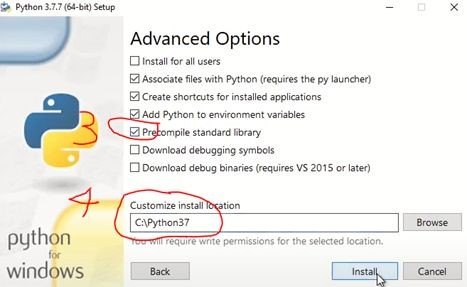 Python 3.7.7 (64-bit) Setup
Advanced Options
Install for all users
Associate files with Python (requires the py launcher)
Create shortcuts for installed applications
Add Python to environment variables
3
Precompile standard library
Download debugging symbols
Download debug binaries (requires VS 2015 or later)
4
Customize install location
C:\Python37
Browse
You will require write permissions for the selected location.
python
for
windows
Back
Install
Cancel